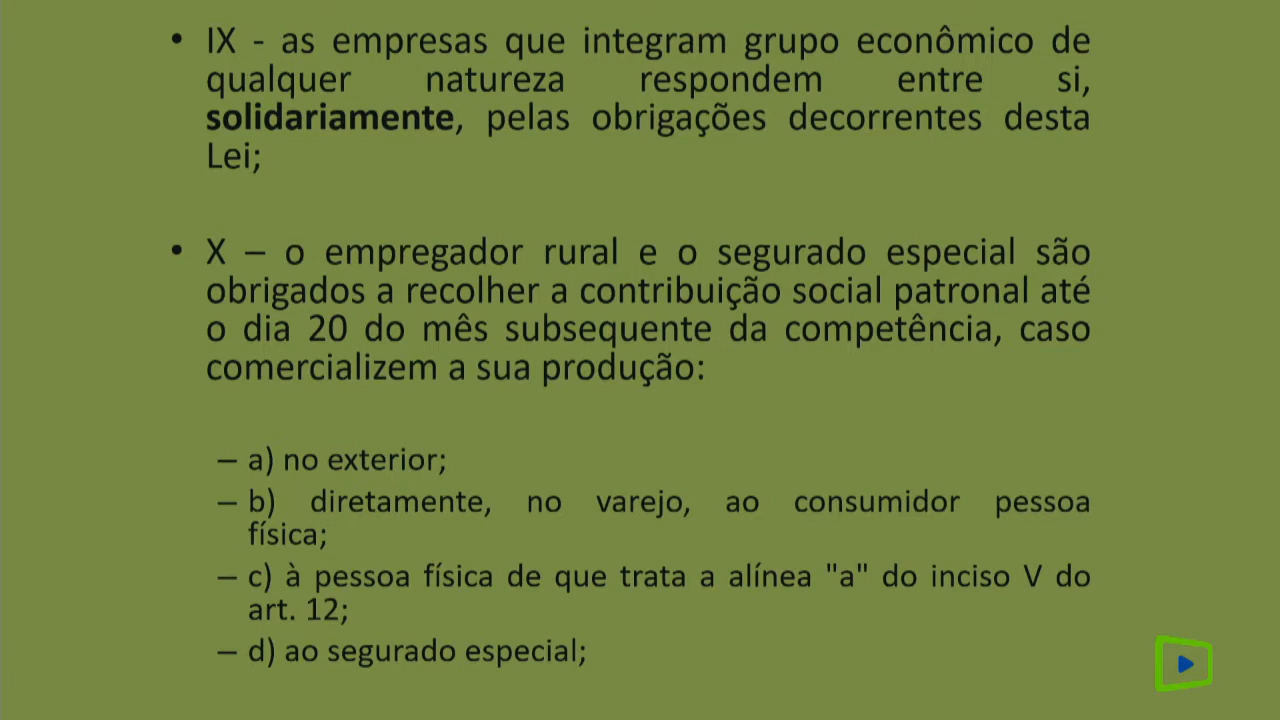 • IX - as empresas que integram grupo econômico de
qualquer natureza respondem entre si,
solidariamente, pelas obrigações decorrentes desta
Lei;
• X – o empregador rural e o segurado especial são
obrigados a recolher a contribuição social patronal até
o dia 20 do mês subsequente da competência, caso
comercializem a sua produção:
– a) no exterior;
– b) diretamente, no varejo, ao consumidor pessoa
física;
– c) à pessoa física de que trata a alínea "a" do inciso V do
art. 12;
– d) ao segurado especial;